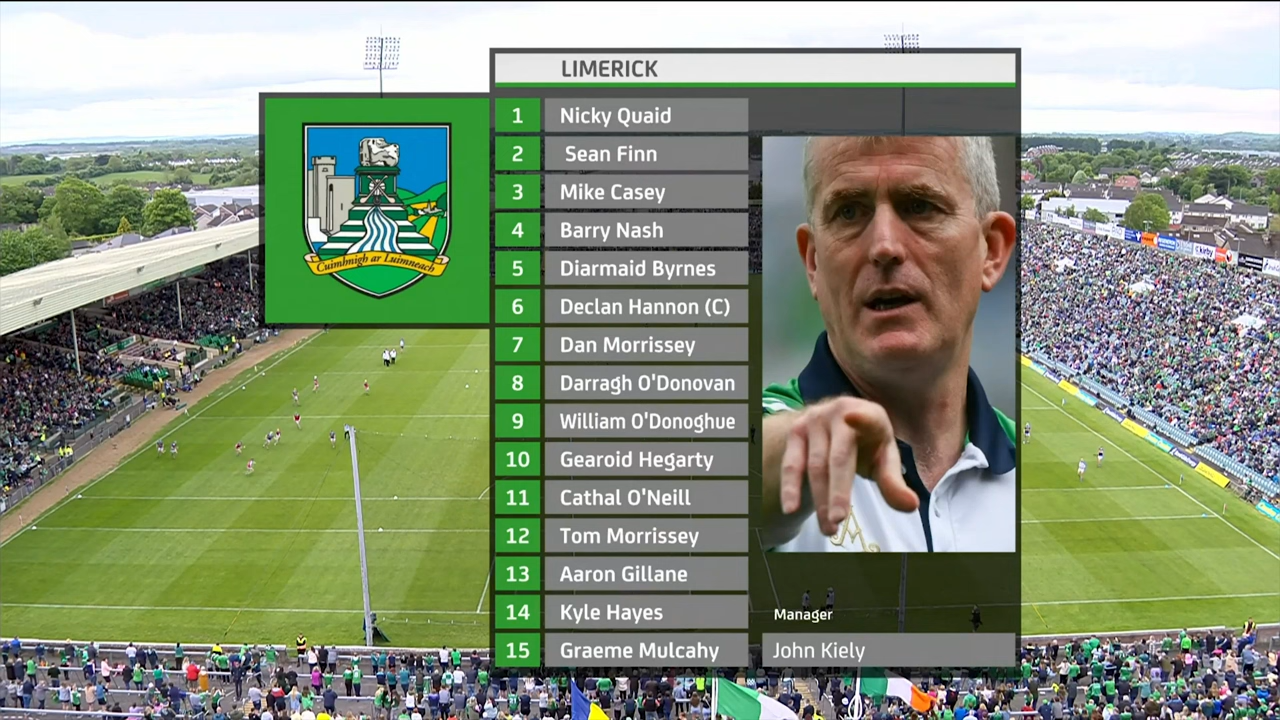 LIMERICK
Cuimhnigh ar Luimneach
1 Nicky Quaid
2 Sean Finn
3 Mike Casey
4 Barry Nash
5 Diarmaid Byrnes
6 Declan Hannon (C)
7 Dan Morrissey
8 Darragh O'Donovan
9 William O'Donoghue
10 Gearoid Hegarty
11 Cathal O'Neill
12 Tom Morrissey
13 Aaron Gillane
14 Kyle Hayes
15 Graeme Mulcahy
Manager
John Kiely